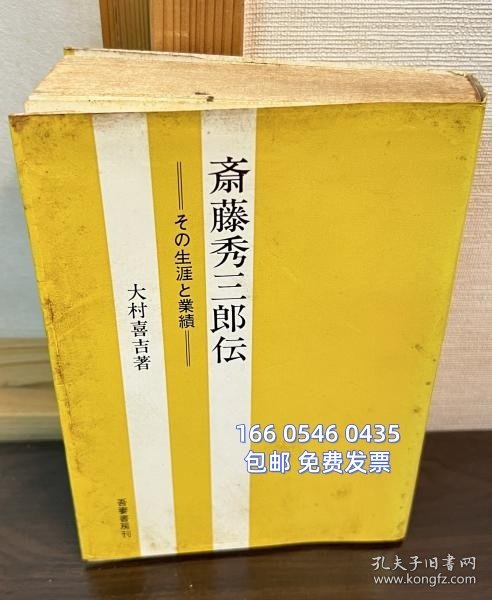 斎藤秀三郎伝
══その生涯と業績══
大村喜吉著
吾妻書房刊
166 0546 0435
包邮 免费发票
孔夫子旧书网
www.kongfz.com